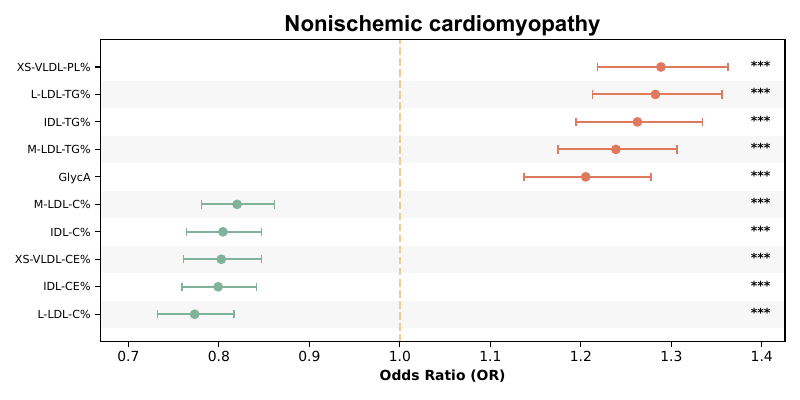 Nonischemic cardiomyopathy
XS-VLDL-PL% ***
L-LDL-TG% ***
IDL-TG% ***
M-LDL-TG% ***
GlycA ***
M-LDL-C% ***
IDL-C% ***
XS-VLDL-CE% ***
IDL-CE% ***
L-LDL-C% ***
0.7 0.8 0.9 1.0 1.1 1.2 1.3 1.4
Odds Ratio (OR)